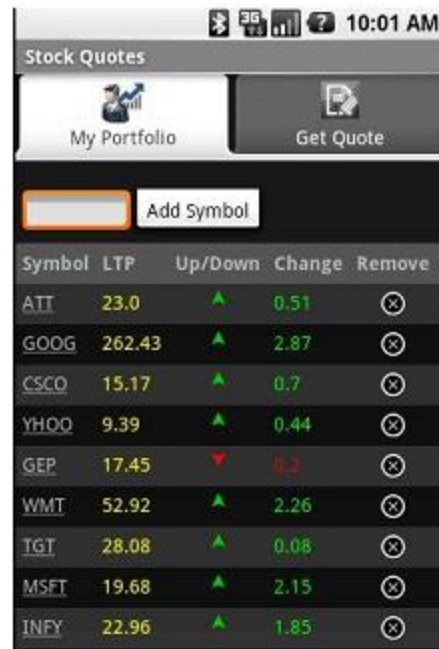 3G 10:01 AM
Stock Quotes
My Portfolio Get Quote
Add Symbol
Symbol LTP Up/Down Change Remove
ATT 23.0 0.51
GOOG 262.43 2.87
CSCO 15.17 0.7
YHOO 9.39 0.44
GEP 17.45 0.2
WMT 52.92 2.26
TGT 28.08 0.08
MSFT 19.68 2.15
INFY 22.96 1.85